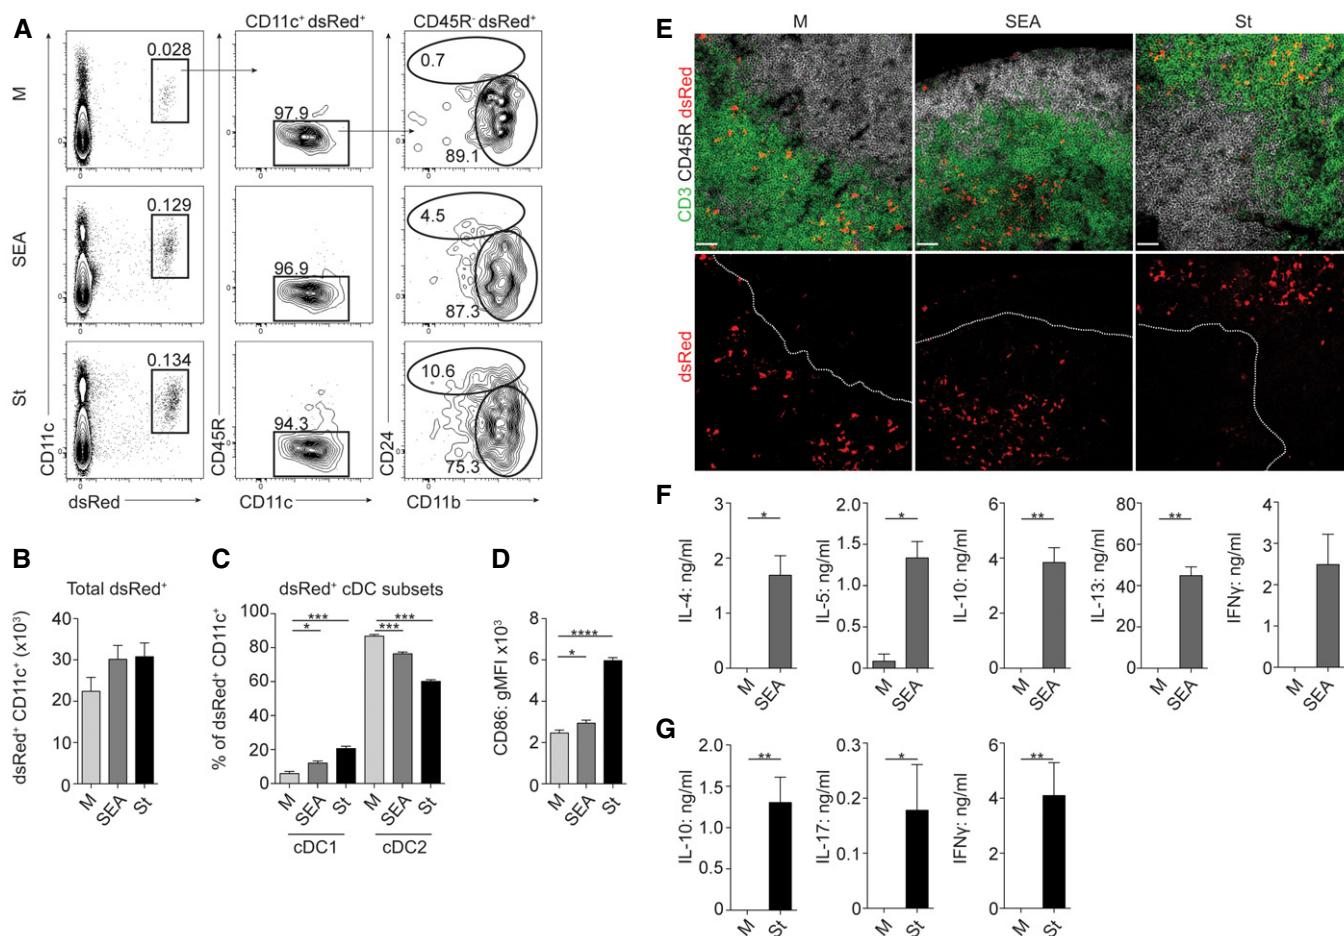 A
CD11c⁺ dsRed⁺
CD45R⁻ dsRed⁺
M
0.028
97.9
0.7
89.1
0
SEA
0.129
96.9
4.5
87.3
0
St
0.134
94.3
10.6
75.3
0
CD11c
CD45R
CD24
0
0
0
dsRed
CD11c
CD11b
B
Total dsRed⁺
dsRed⁺ CD11c⁺ (x10³)
40
30
20
10
0
M
SEA
St
C
dsRed⁺ cDC subsets
% of dsRed⁺ CD11c⁺
100
80
60
40
20
0
***
*
***
***
M
SEA
St
M
SEA
St
cDC1
cDC2
D
CD86: gMFI x10³
8
6
4
2
0
****
*
M
SEA
St
E
M
SEA
St
CD3 CD45R dsRed
dsRed
F
IL-4: ng/ml
3
2
1
0
*
M
SEA
IL-5: ng/ml
2.0
1.5
1.0
0.5
0
*
M
SEA
IL-10: ng/ml
6
4
2
0
**
M
SEA
IL-13: ng/ml
80
60
40
20
0
**
M
SEA
IFNγ: ng/ml
4
3
2
1
0
M
SEA
G
IL-10: ng/ml
2.0
1.5
1.0
0.5
0
**
M
St
IL-17: ng/ml
0.3
0.2
0.1
0
*
M
St
IFNγ: ng/ml
6
4
2
0
**
M
St